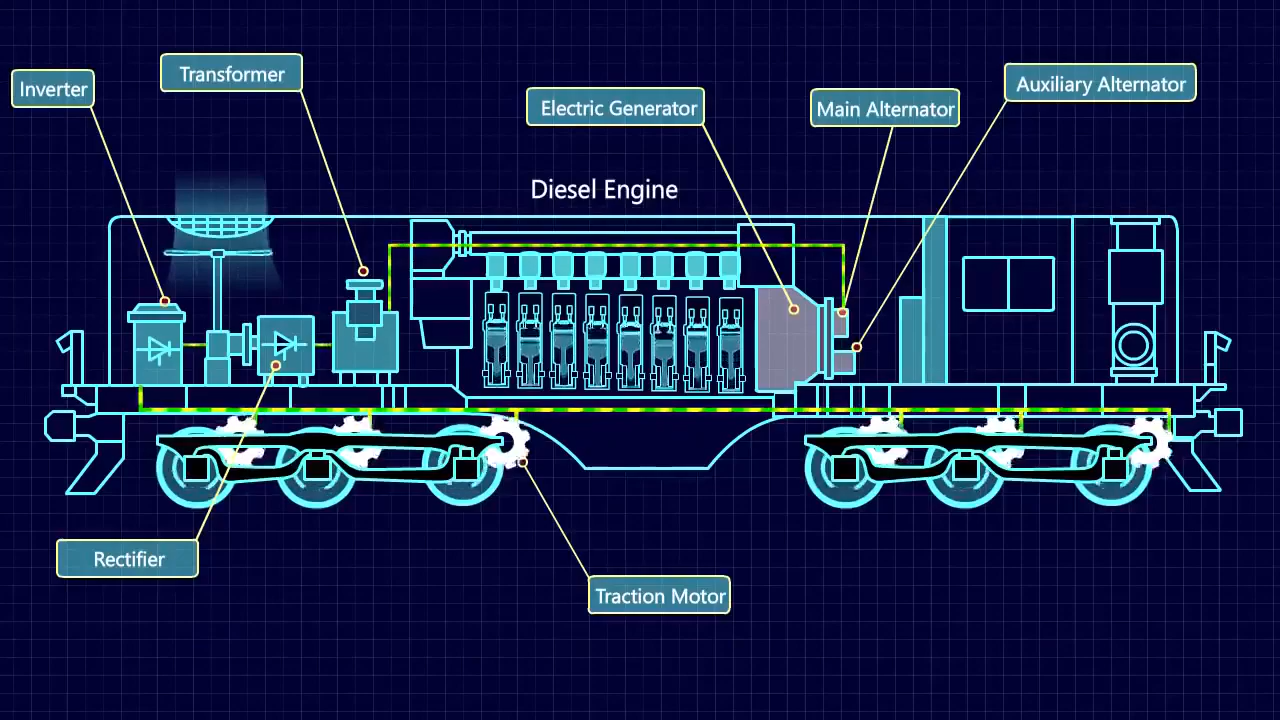 Inverter
Transformer
Electric Generator
Main Alternator
Auxiliary Alternator
Diesel Engine
Rectifier
Traction Motor